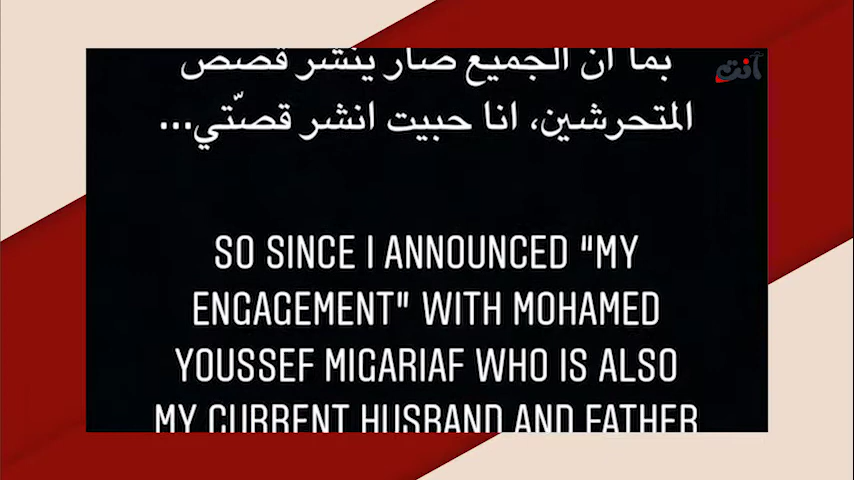 بما ان الجميع صار ينشر قصص
المتحرشين، انا حبيت انشر قصّتي...
SO SINCE I ANNOUNCED "MY
ENGAGEMENT" WITH MOHAMED
YOUSSEF MIGARIAF WHO IS ALSO
MY CURRENT HUSBAND AND FATHER
أنتِ